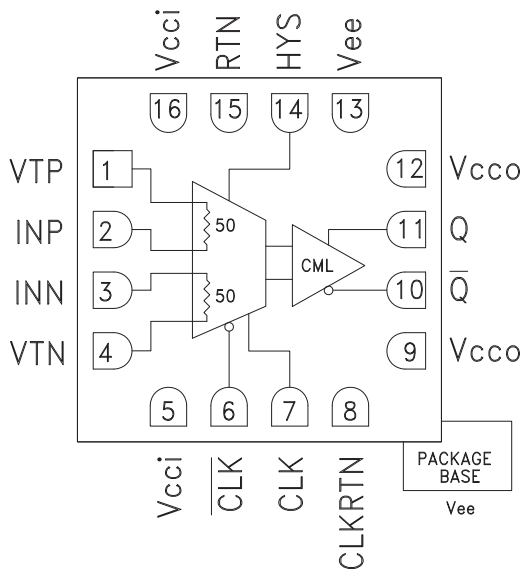 Vcci
RTN
HYS
Vee
16
15
14
13
VTP
1
12
Vcco
INP
2
50
11
Q
CML
INN
3
50
10
Q̅
VTN
4
9
Vcco
5
6
7
8
Vcci
C̅L̅K̅
CLK
CLKRTN
PACKAGE
BASE
Vee